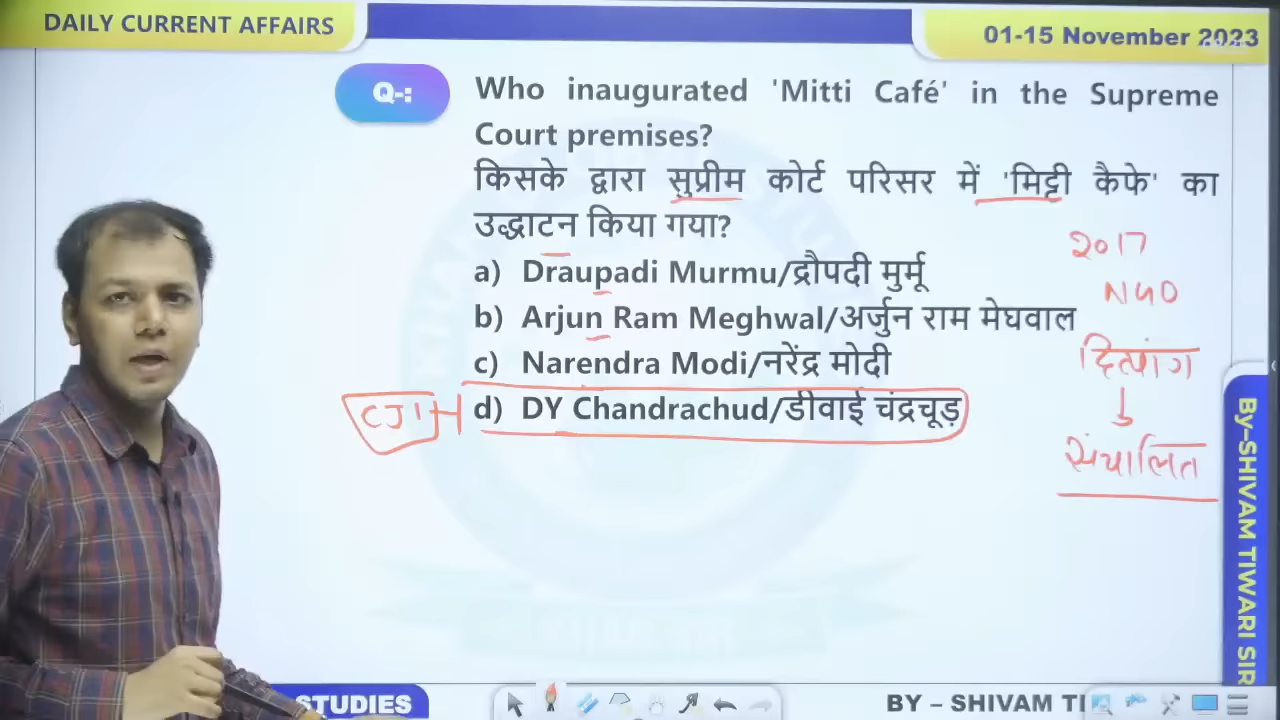 DAILY CURRENT AFFAIRS
01-15 November 2023
Q-:
Who inaugurated 'Mitti Café' in the Supreme
Court premises?
किसके द्वारा सुप्रीम कोर्ट परिसर में 'मिट्टी कैफे' का
उद्घाटन किया गया?
a) Draupadi Murmu/द्रौपदी मुर्मू
b) Arjun Ram Meghwal/अर्जुन राम मेघवाल
c) Narendra Modi/नरेंद्र मोदी
d) DY Chandrachud/डीवाई चंद्रचूड़
CJI
2017
NGO
दिव्यांग
संचालित
By-SHIVAM TIWARI SIR
STUDIES
BY – SHIVAM TI